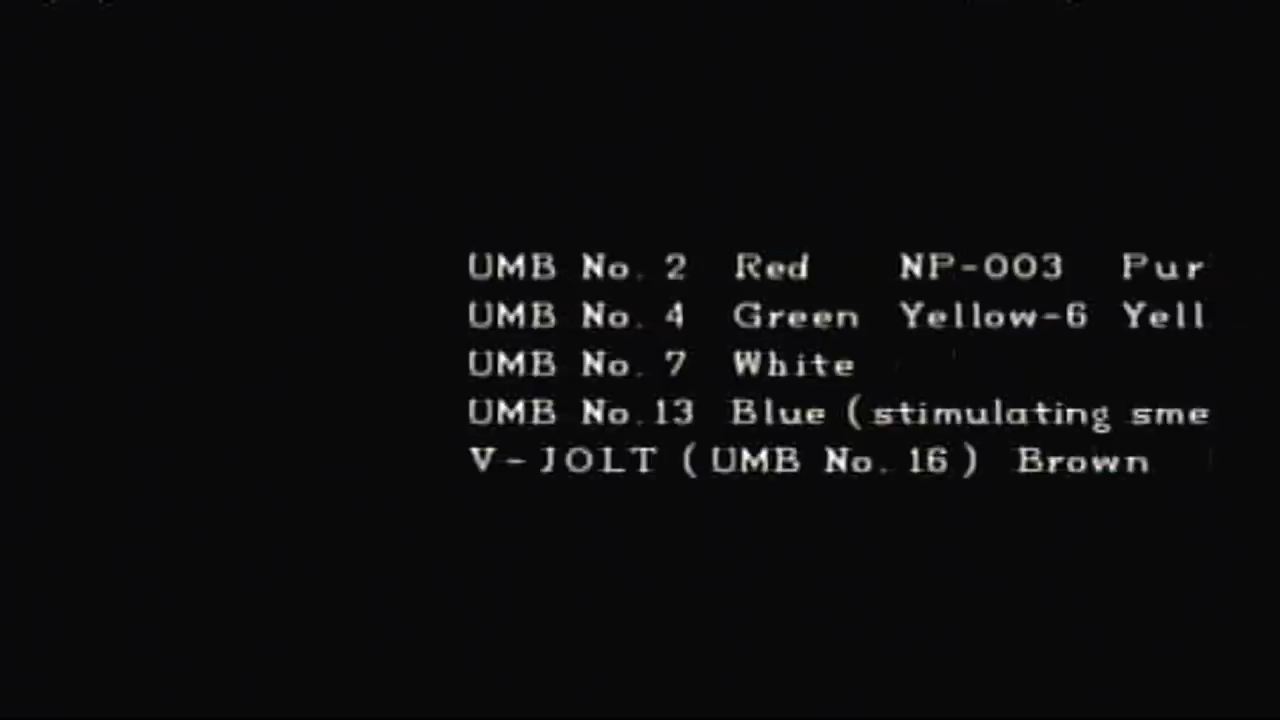 UMB No. 2 Red NP-003 Pur
UMB No. 4 Green Yellow-6 Yell
UMB No. 7 White
UMB No.13 Blue (stimulating sme
V-JOLT (UMB No. 16) Brown